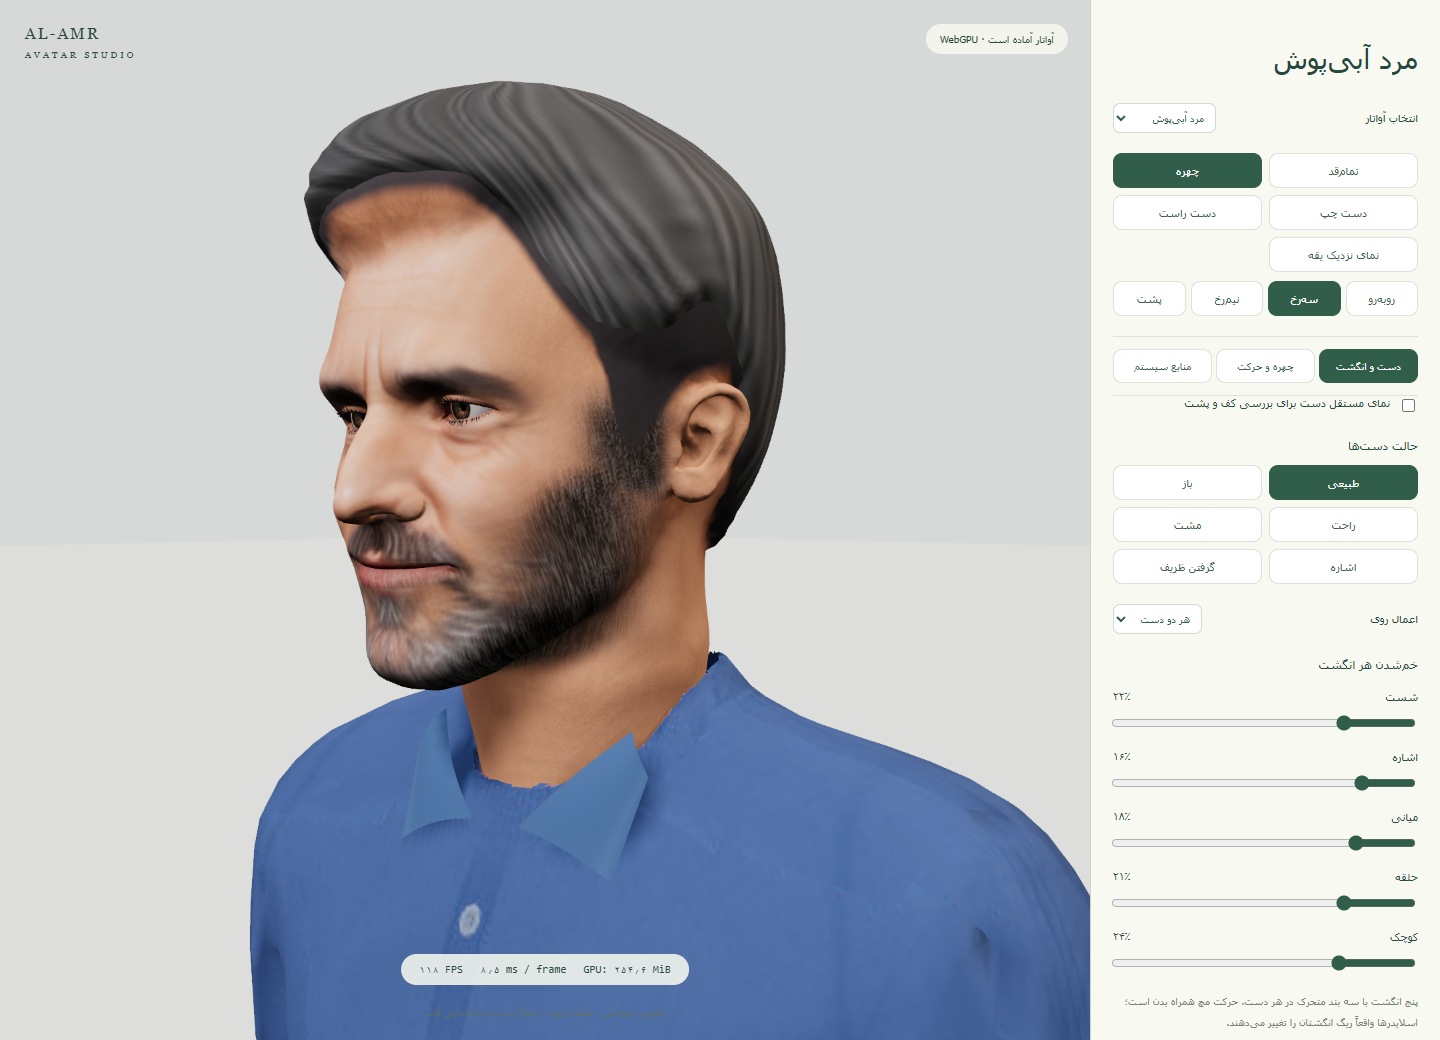 AL-AMR
AVATAR STUDIO
آواتار آماده است · WebGPU
مرد آبی‌پوش
انتخاب آواتار
مرد آبی‌پوش
تمام‌قد
چهره
دست چپ
دست راست
نمای نزدیک یقه
روبه‌رو
سه‌رخ
نیم‌رخ
پشت
دست و انگشت
چهره و حرکت
منابع سیستم
نمای مستقل دست برای بررسی کف و پشت
حالت دست‌ها
طبیعی
باز
راحت
مشت
اشاره
گرفتن ظریف
اعمال روی
هر دو دست
خم‌شدن هر انگشت
شست
۲۲٪
اشاره
۱۶٪
میانی
۱۸٪
حلقه
۲۱٪
کوچک
۲۴٪
پنج انگشت با سه بند متحرک در هر دست. حرکت مچ همراه بدن است؛
اسلایدرها واقعاً ریگ انگشتان را تغییر می‌دهند.
۱۱۸ FPS ۸٫۵ ms / frame GPU: ۲۵۴٫۶ MiB